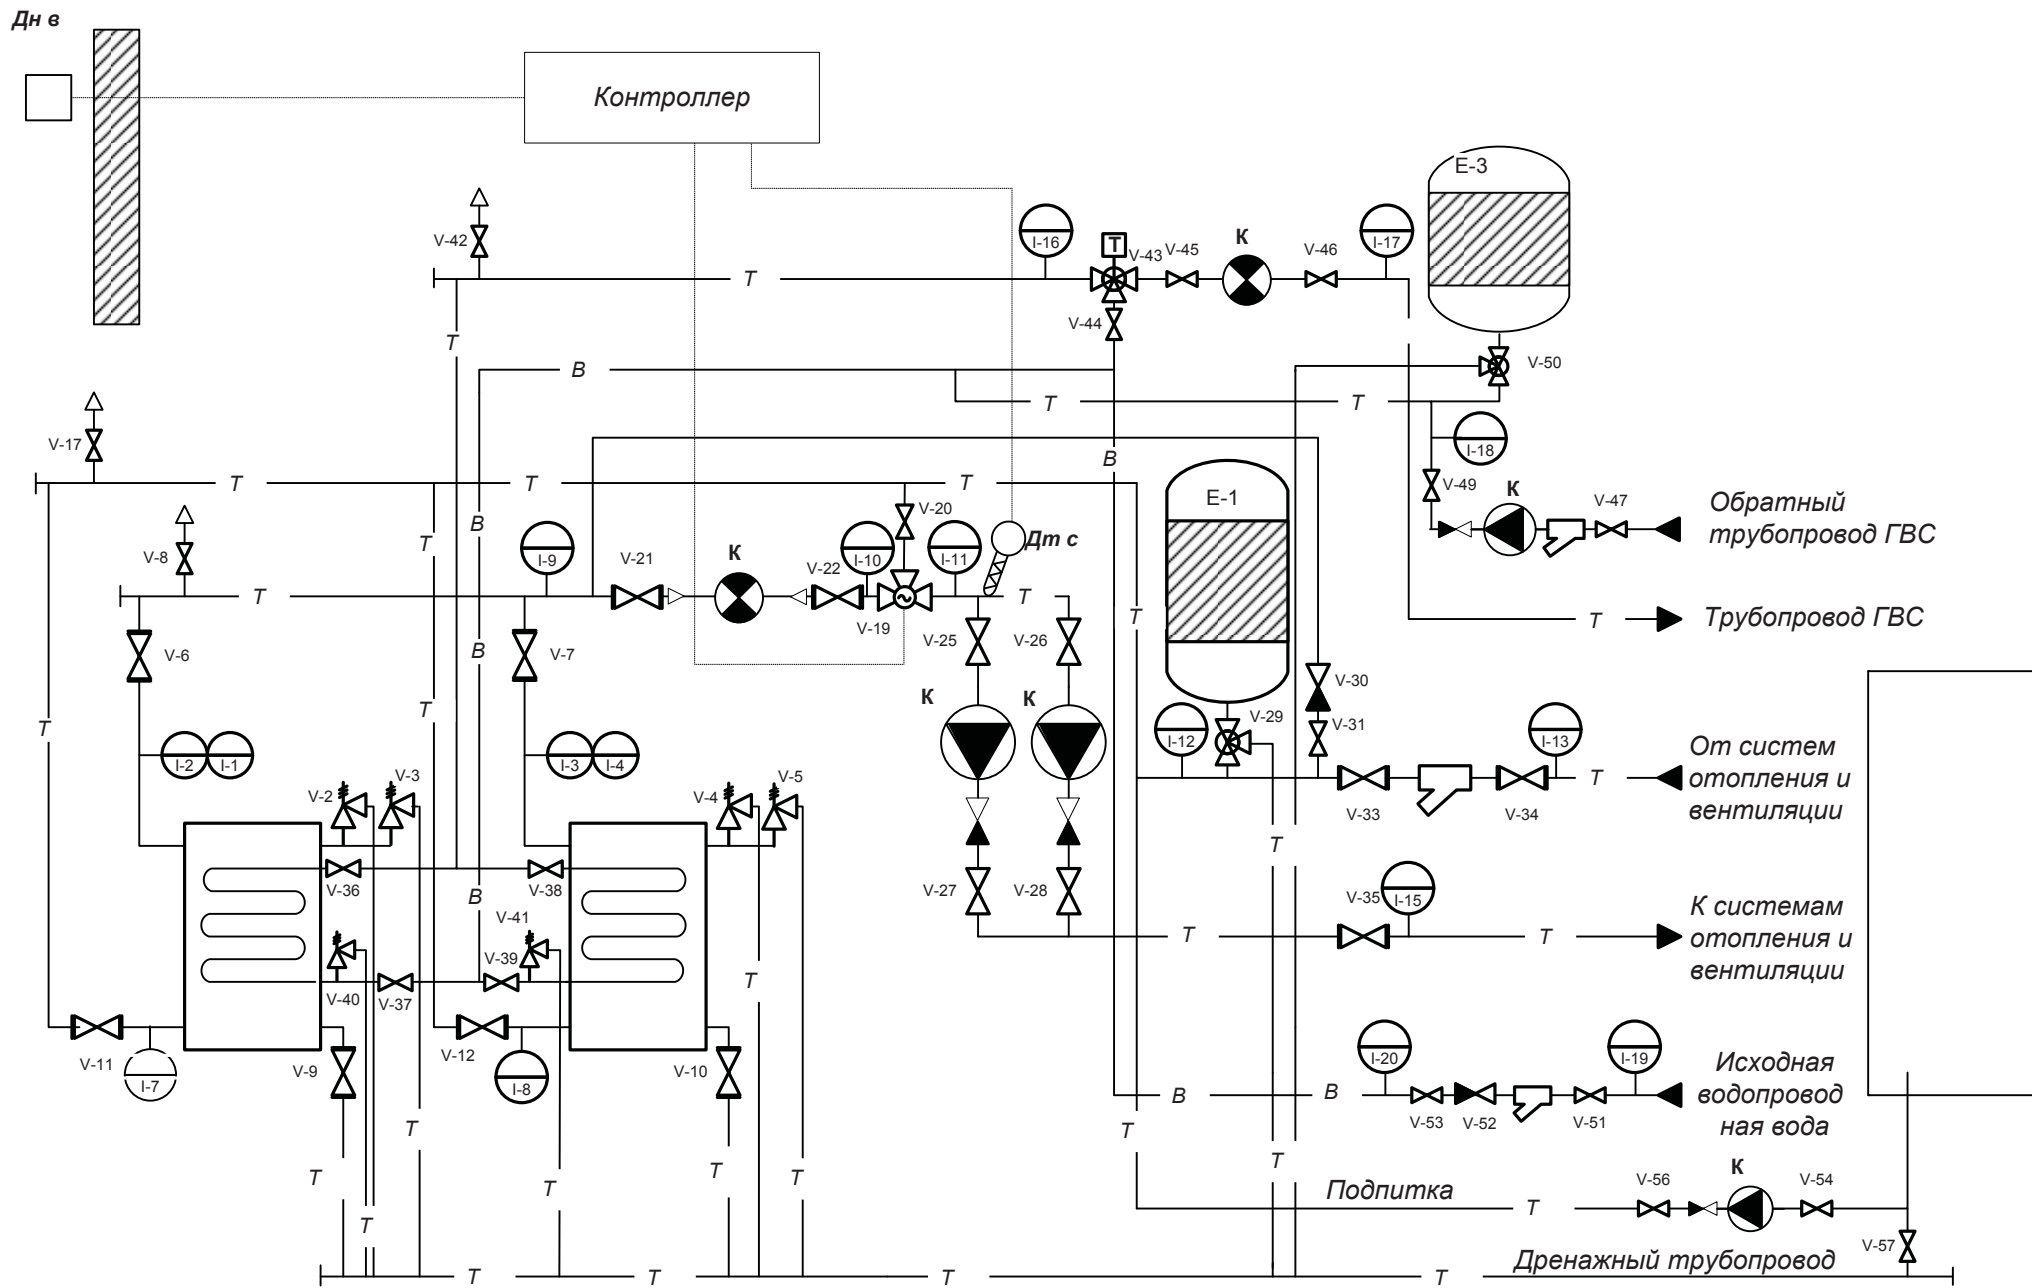 Дн в
Контроллер
E-3
V-42
I-16
T
V-43
V-45
К
V-46
I-17
T
V-44
T
V-50
B
T
T
V-17
I-18
B
T
T
T
E-1
V-49
К
V-47
Обратный
трубопровод ГВС
V-20
B
T
Дт с
V-8
I-9
V-21
К
V-22
I-10
I-11
T
T
V-19
T
T
Трубопровод ГВС
V-6
V-7
B
V-25
V-26
V-30
T
T
К
К
V-29
V-31
I-2
I-1
I-3
I-4
I-12
I-13
V-3
V-5
V-2
V-4
V-33
V-34
T
От систем
отопления и
вентиляции
T
V-36
V-38
B
V-27
V-28
V-35
I-15
К системам
отопления и
вентиляции
V-41
T
T
V-39
T
V-40
V-37
V-11
I-7
V-9
V-12
I-8
V-10
I-20
I-19
Исходная
водопровод
ная вода
B
B
V-53
V-52
V-51
T
T
T
T
T
T
T
T
Подпитка
T
V-56
К
V-54
T
V-57
Дренажный трубопровод
T
T
T
T